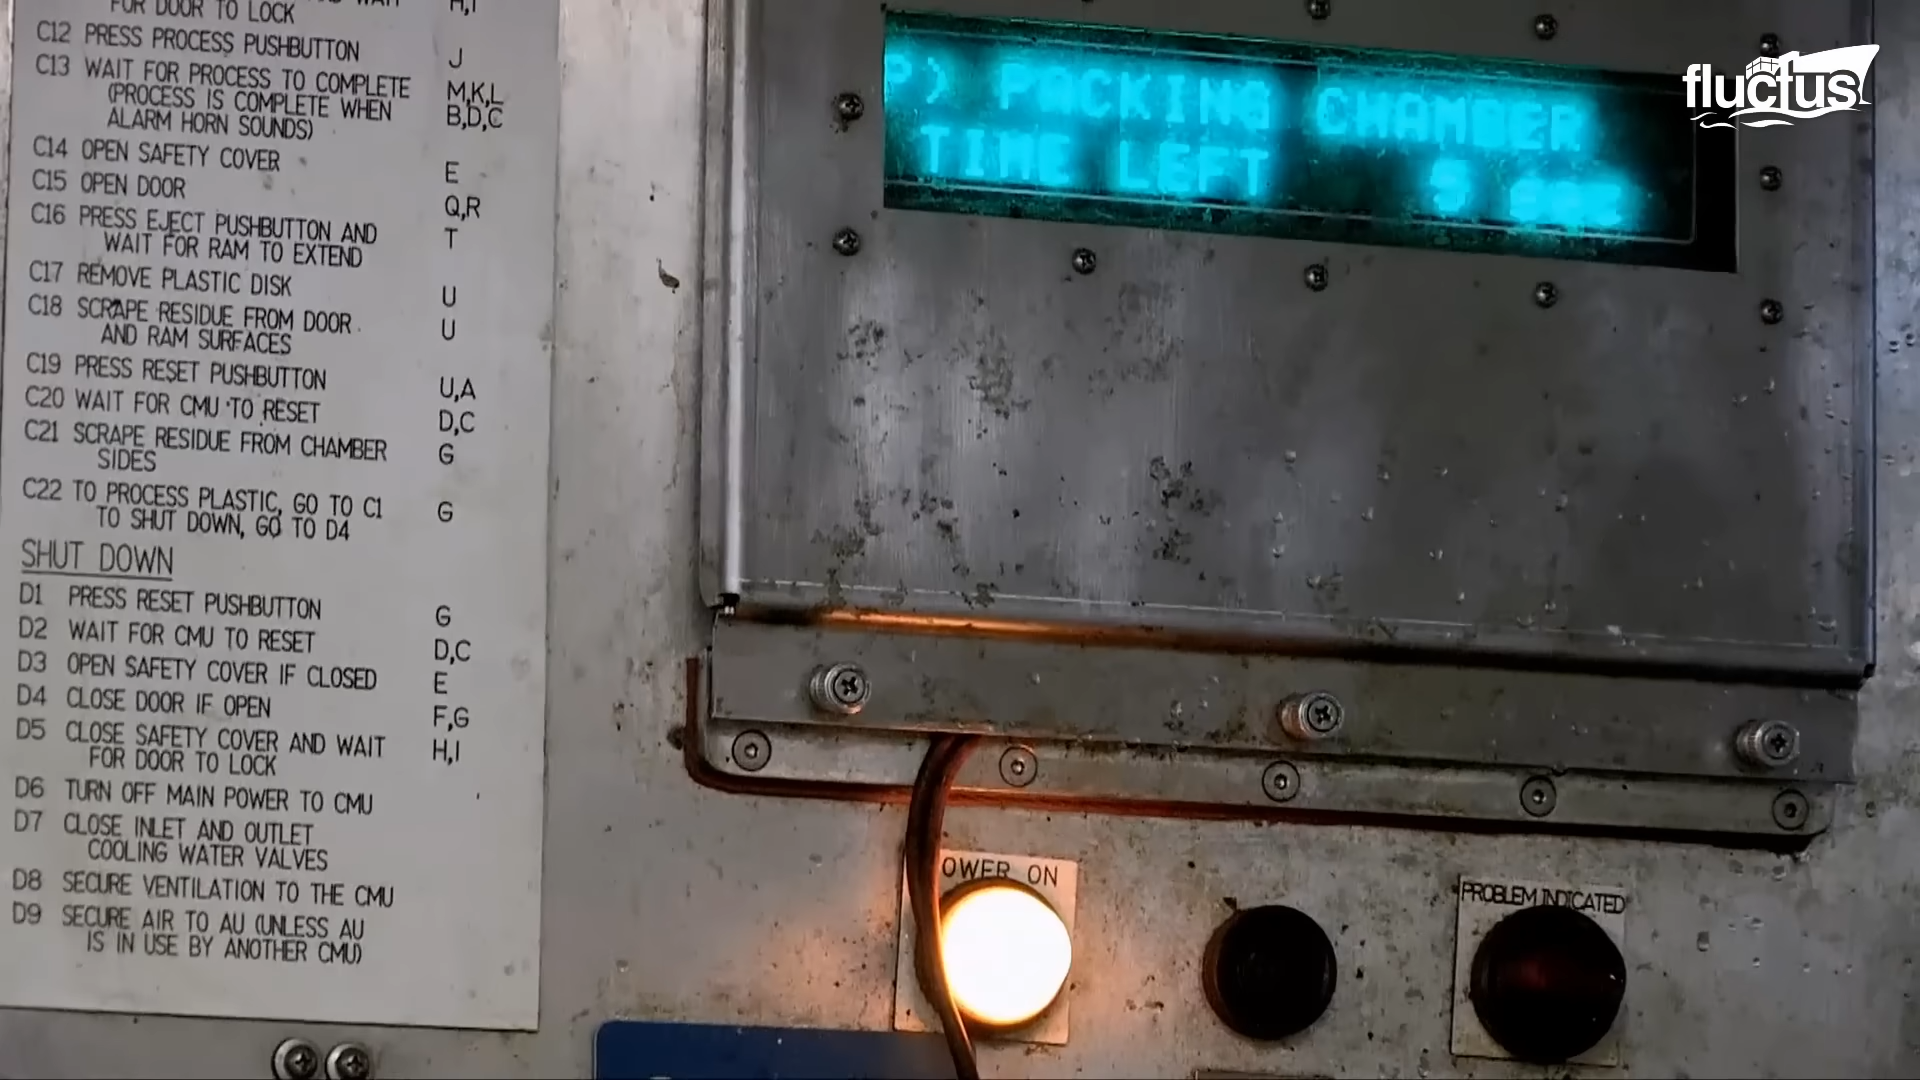 FOR DOOR TO LOCK H,I
C12 PRESS PROCESS PUSHBUTTON J
C13 WAIT FOR PROCESS TO COMPLETE M,K,L
(PROCESS IS COMPLETE WHEN B,D,C
ALARM HORN SOUNDS)
C14 OPEN SAFETY COVER E
C15 OPEN DOOR Q,R
C16 PRESS EJECT PUSHBUTTON AND T
WAIT FOR RAM TO EXTEND
C17 REMOVE PLASTIC DISK U
C18 SCRAPE RESIDUE FROM DOOR U
AND RAM SURFACES
C19 PRESS RESET PUSHBUTTON U,A
C20 WAIT FOR CMU TO RESET D,C
C21 SCRAPE RESIDUE FROM CHAMBER G
SIDES
C22 TO PROCESS PLASTIC, GO TO C1 G
TO SHUT DOWN, GO TO D4
SHUT DOWN
D1 PRESS RESET PUSHBUTTON G
D2 WAIT FOR CMU TO RESET D,C
D3 OPEN SAFETY COVER IF CLOSED E
D4 CLOSE DOOR IF OPEN F,G
D5 CLOSE SAFETY COVER AND WAIT H,I
FOR DOOR TO LOCK
D6 TURN OFF MAIN POWER TO CMU
D7 CLOSE INLET AND OUTLET
COOLING WATER VALVES
D8 SECURE VENTILATION TO THE CMU
D9 SECURE AIR TO AU (UNLESS AU
IS IN USE BY ANOTHER CMU)
P) PACKING CHAMBER
TIME LEFT 5 SEC
fluctus
OWER ON
PROBLEM INDICATED